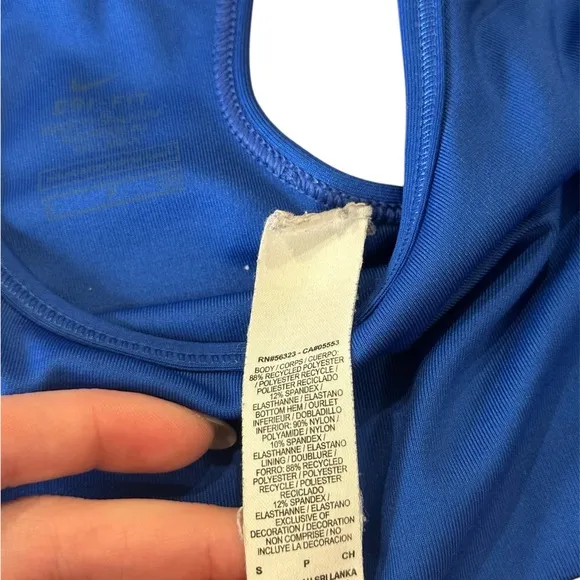 DRI-FIT
RN#56323 - CA#05553
BODY / CORPS / CUERPO:
88% RECYCLED POLYESTER
/ POLYESTER RECYCLE /
POLIESTER RECICLADO
12% SPANDEX /
ELASTHANNE / ELASTANO
BOTTOM HEM / OURLET
INFERIEUR / DOBLADILLO
INFERIOR: 90% NYLON /
POLYAMIDE / NYLON
10% SPANDEX /
ELASTHANNE / ELASTANO
LINING / DOUBLURE /
FORRO: 88% RECYCLED
POLYESTER / POLYESTER
RECYCLE / POLIESTER
RECICLADO
12% SPANDEX /
ELASTHANNE / ELASTANO
EXCLUSIVE OF
DECORATION / DECORATION
NON COMPRISE / NO
INCLUYE LA DECORACION
S P CH
SRI LANKA